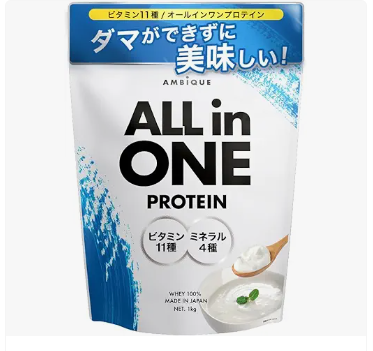 ビタミン11種 / オールインワンプロテイン
ダマができずに
美味しい！
AMBiQUE
ALL in
ONE
PROTEIN
ビタミン
11種
ミネラル
4種
WHEY 100%
MADE IN JAPAN
NET. 1kg